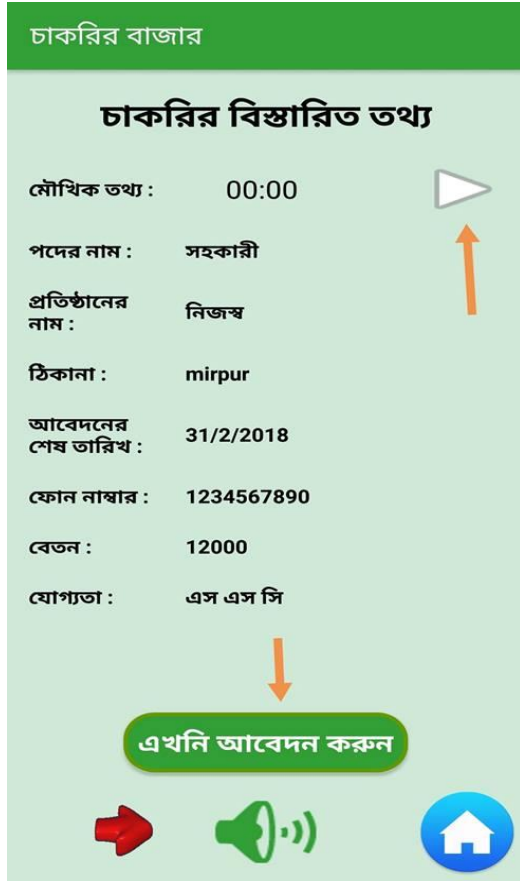 চাকরির বাজার
চাকরির বিস্তারিত তথ্য
মৌখিক তথ্য : 00:00
পদের নাম : সহকারী
প্রতিষ্ঠানের
নাম : নিজস্ব
ঠিকানা : mirpur
আবেদনের
শেষ তারিখ : 31/2/2018
ফোন নাম্বার : 1234567890
বেতন : 12000
যোগ্যতা : এস এস সি
এখনি আবেদন করুন